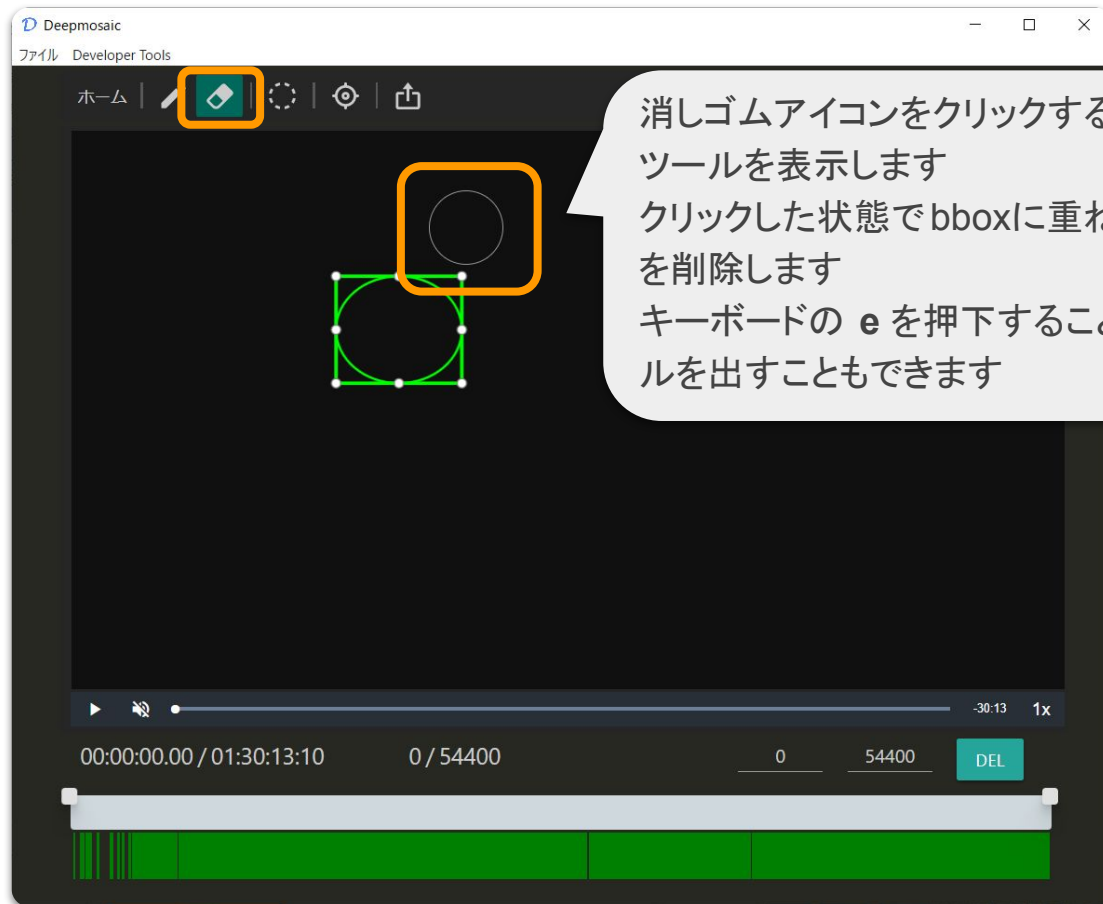 Deepmosaic
ファイル Developer Tools
ホーム
消しゴムアイコンをクリックする
ツールを表示します
クリックした状態でbboxに重ね
を削除します
キーボードの e を押下すること
ルを出すこともできます
-30:13 1x
00:00:00.00 / 01:30:13:10 0 / 54400 0 54400 DEL